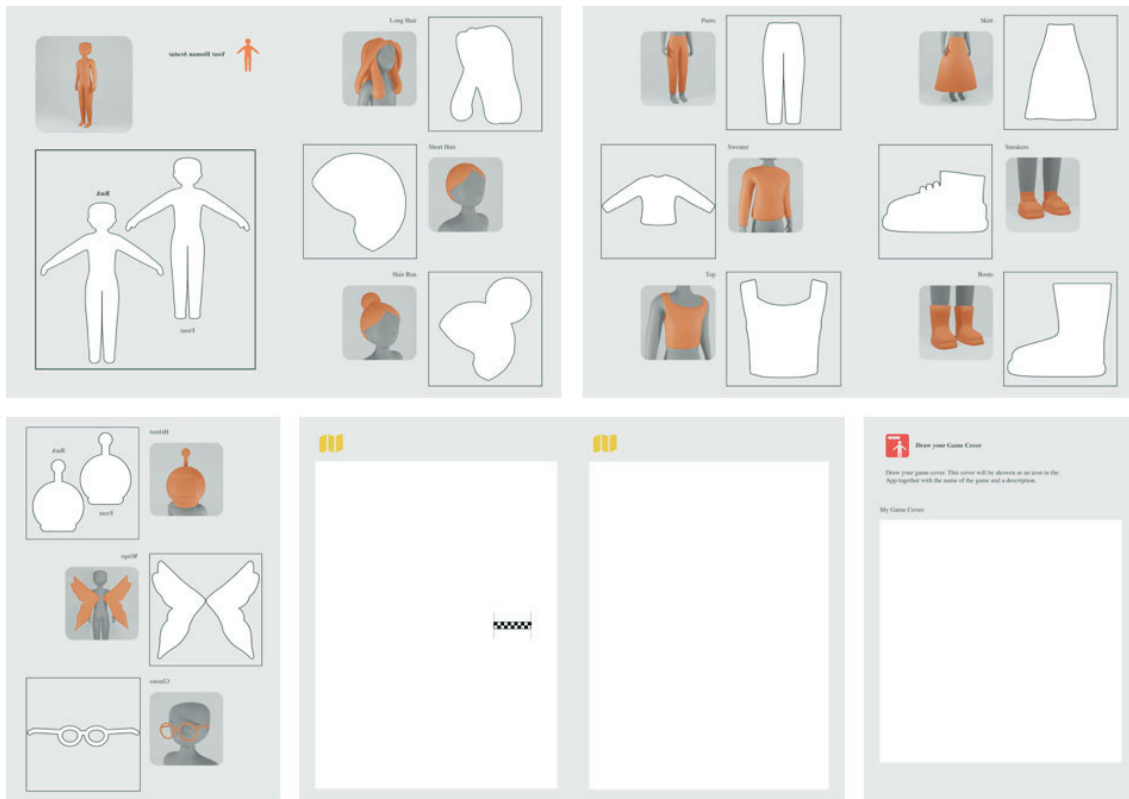 Your Human Avatar
Back
Front
Long Hair
Short Hair
Hair Bun
Pants
Skirt
Sweater
Sneakers
Top
Boots
Helmet
Back
Front
Wings
Glasses
Draw your Game Cover
Draw your game cover. This cover will be showen as an icon in the
App together with the name of the game and a description.
My Game Cover: